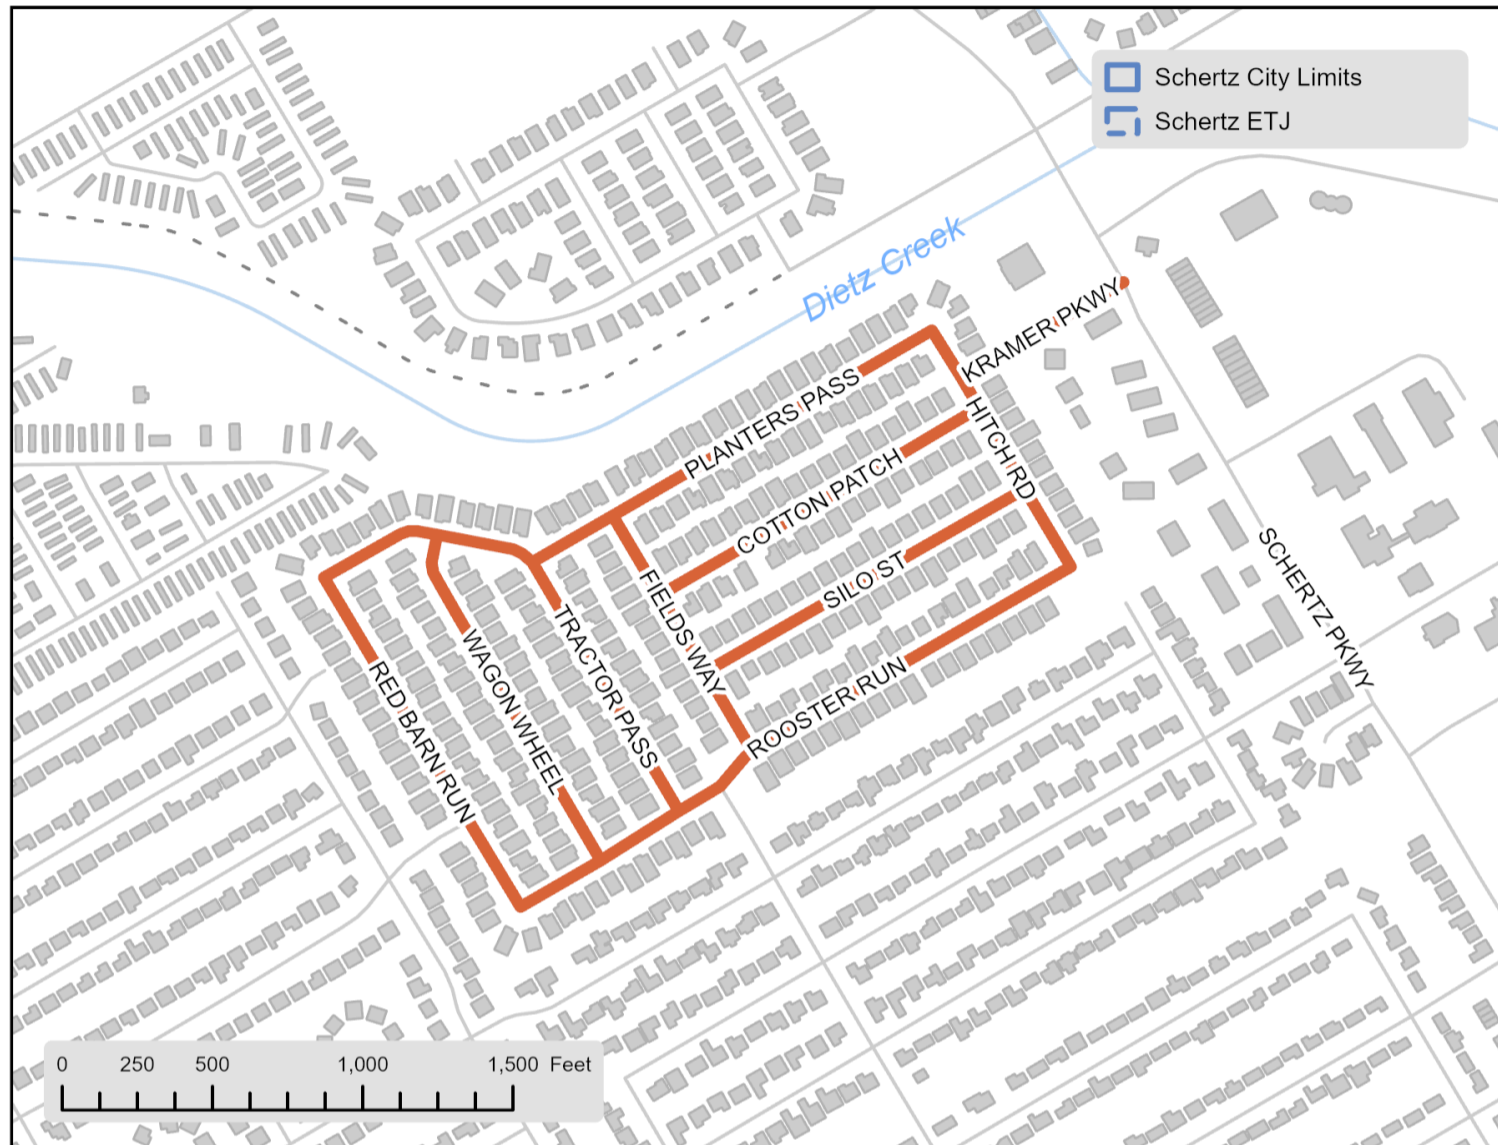 Schertz City Limits
Schertz ETJ
Dietz Creek
KRAMER PKWY
PLANTERS PASS
HITCH RD
COTTON PATCH
SILO ST
SCHERTZ PKWY
FIELDS WAY
TRACTOR PASS
WAGON WHEEL
RED BARN RUN
ROOSTER RUN
0 250 500 1,000 1,500 Feet